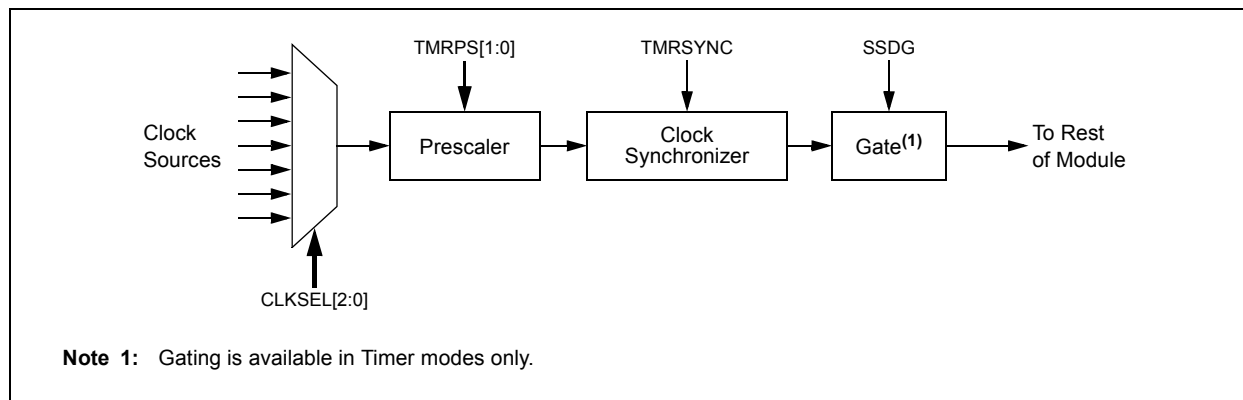 TMRPS[1:0]
TMRSYNC
SSDG
Clock
Sources
Prescaler
Clock
Synchronizer
Gate(1)
To Rest
of Module
CLKSEL[2:0]
Note 1: Gating is available in Timer modes only.